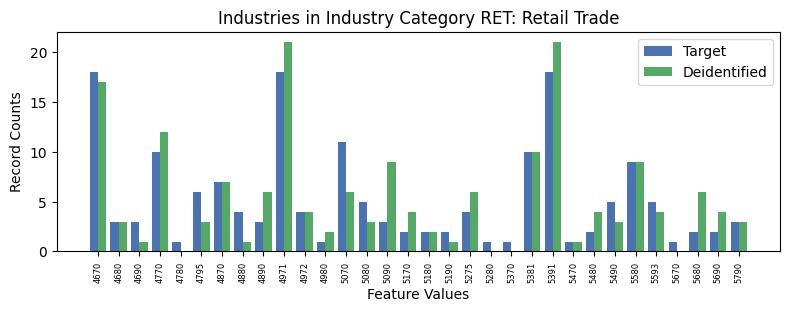 Industries in Industry Category RET: Retail Trade
Target
Deidentified
Record Counts
20
15
10
5
0
4670 4680 4690 4770 4780 4795 4870 4880 4890 4971 4972 4980 5070 5080 5090 5170 5180 5190 5275 5280 5370 5381 5391 5470 5480 5490 5580 5593 5670 5680 5690 5790
Feature Values